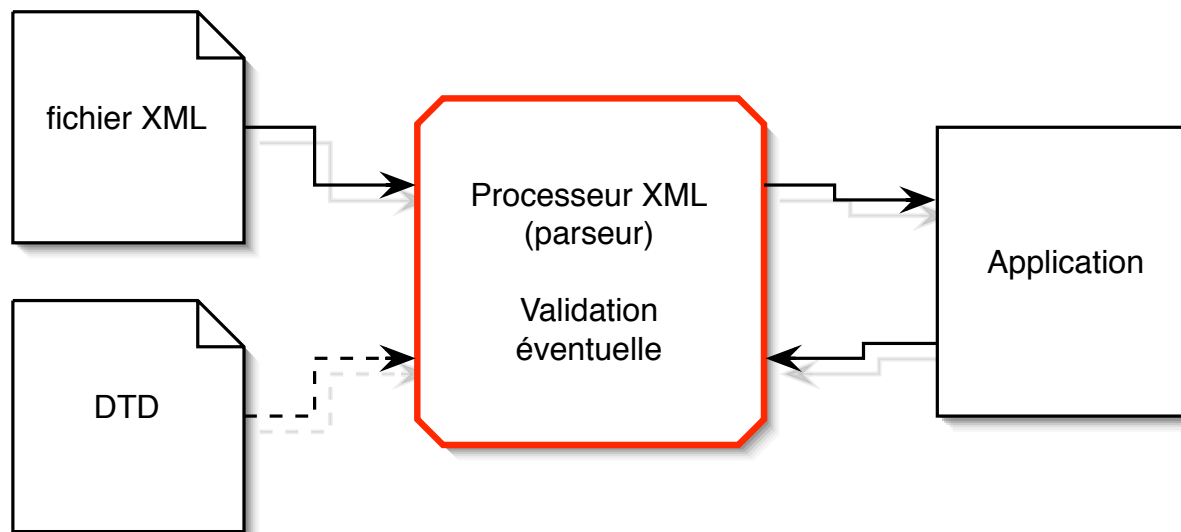 fichier XML
Processeur XML
(parseur)
Validation
éventuelle
Application
DTD